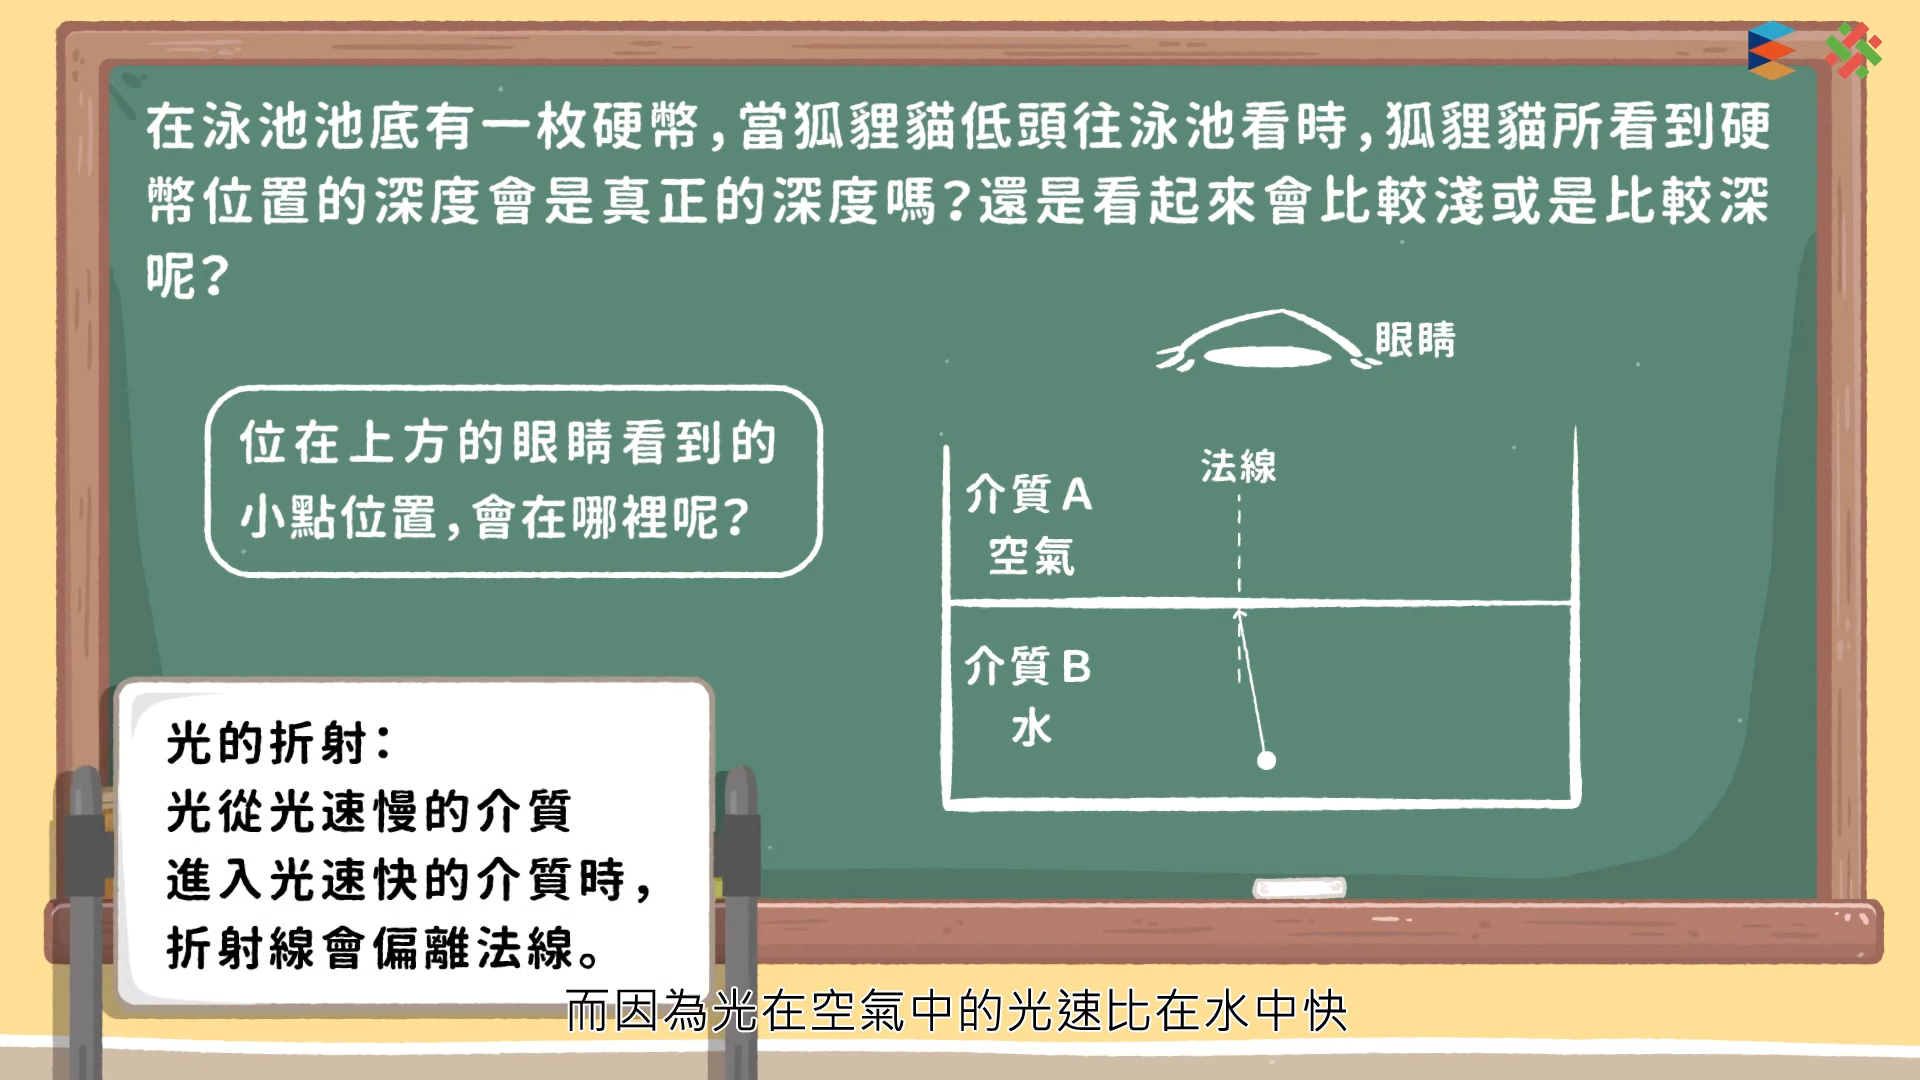 在泳池池底有一枚硬幣,當狐貍貓低頭往泳池看時,狐貍貓所看到硬
幣位置的深度會是真正的深度嗎?還是看起來會比較淺或是比較深
呢?
眼睛
位在上方的眼睛看到的
小點位置,會在哪裡呢?
法線
介質A
空氣
介質B
水
光的折射:
光從光速慢的介質
進入光速快的介質時,
折射線會偏離法線。
而因為光在空氣中的光速比在水中快